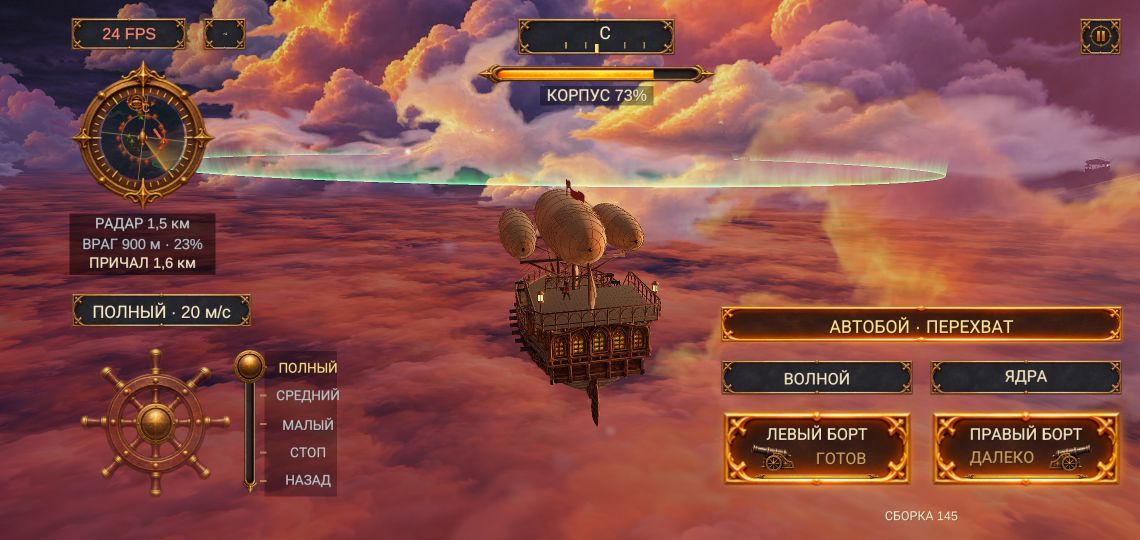 24 FPS
С
КОРПУС 73%
С
РАДАР 1,5 км
ВРАГ 900 м · 23%
ПРИЧАЛ 1,6 км
ПОЛНЫЙ · 20 м/с
ПОЛНЫЙ
СРЕДНИЙ
МАЛЫЙ
СТОП
НАЗАД
АВТОБОЙ · ПЕРЕХВАТ
ВОЛНОЙ
ЯДРА
ЛЕВЫЙ БОРТ
ГОТОВ
ПРАВЫЙ БОРТ
ДАЛЕКО
СБОРКА 145